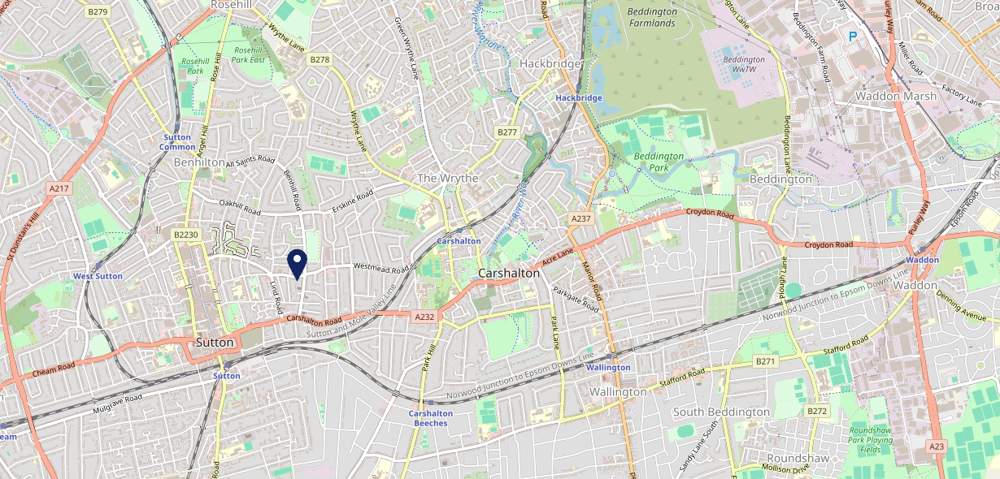 B279
Rosehill
Wrythe Lane
B278
Rosehill
Park East
Rosehill
Park
Rose Hill
Green Wrythe Lane
Wrythe Lane
Road
Beddington
Farmlands
Beddington
WwTW
Beddington Farm Road
Purley Way
Miller Road
Factory Lane
Waddon Marsh
P
Hackbridge
Hackbridge
B277
Sutton
Common
Angel Hill
Benhilton
All Saints Road
Benhill Road
The Wrythe
Beddington
Park
Beddington Lane
Beddington
A217
Oakhill Road
Erskine Road
A237
Croydon Road
Purley Way
Epsom Road
St Dunstan's Hill
B2230
Carshalton
Croydon Road
Waddon
West Sutton
Westmead Road
Carshalton
Acre Lane
Manor Road
Plough Lane
Waddon
Lind Road
Parkgate Road
Norwood Junction to Epsom Downs Line
Denning Avenue
Carshalton Road
Sutton and Mole Valley Line
A232
Park Lane
Sutton
Park Hill
Stafford Road
B271
Cheam Road
Sutton
Norwood Junction to Epsom Downs Line
Wallington
Stafford Road
Wallington
Mulgrave Road
Carshalton
Beeches
South Beddington
B272
Sandy Lane South
Roundshaw
Park Playing
Fields
A23
Roundshaw
Mollison Drive
Road